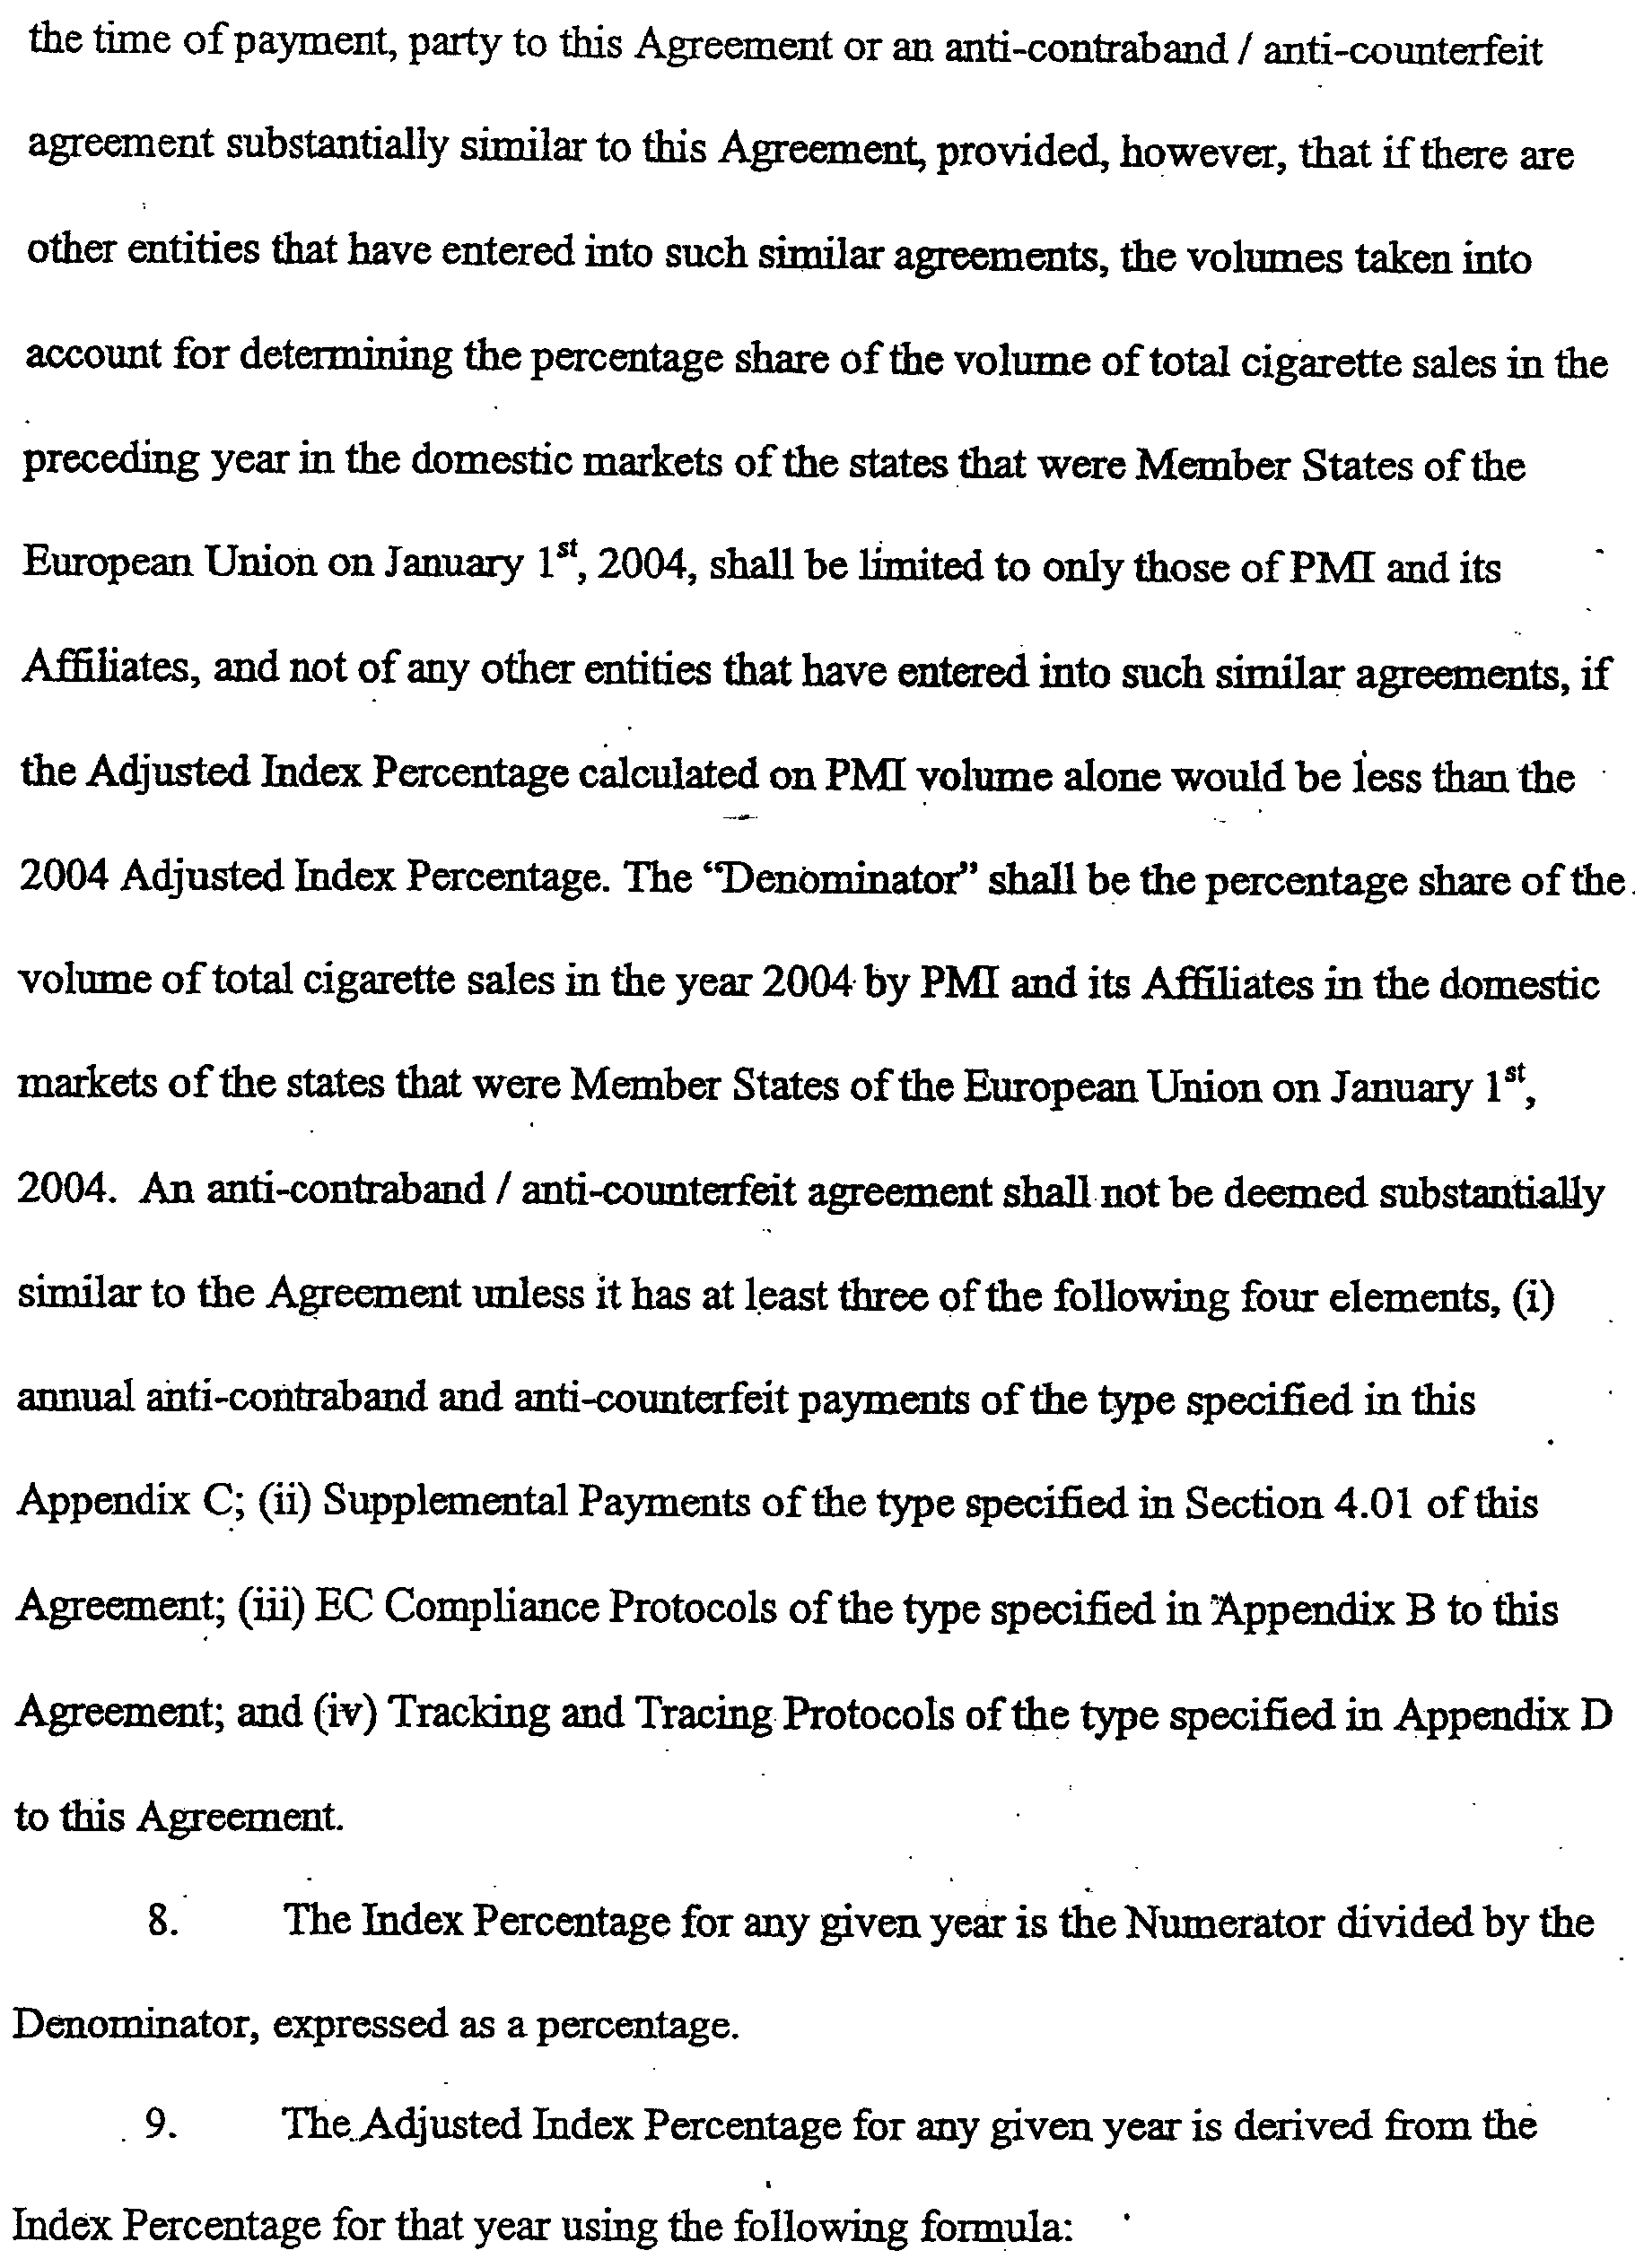 the time of payment, party to this Agreement or an anti-contraband / anti-counterfeit
agreement substantially similar to this Agreement, provided, however, that if there are
other entities that have entered into such similar agreements, the volumes taken into
account for determining the percentage share of the volume of total cigarette sales in the
preceding year in the domestic markets of the states that were Member States of the
European Union on January 1st, 2004, shall be limited to only those of PMI and its
Affiliates, and not of any other entities that have entered into such similar agreements, if
the Adjusted Index Percentage calculated on PMI volume alone would be less than the
2004 Adjusted Index Percentage. The “Denominator” shall be the percentage share of the
volume of total cigarette sales in the year 2004 by PMI and its Affiliates in the domestic
markets of the states that were Member States of the European Union on January 1st,
2004. An anti-contraband / anti-counterfeit agreement shall not be deemed substantially
similar to the Agreement unless it has at least three of the following four elements, (i)
annual anti-contraband and anti-counterfeit payments of the type specified in this
Appendix C; (ii) Supplemental Payments of the type specified in Section 4.01 of this
Agreement; (iii) EC Compliance Protocols of the type specified in Appendix B to this
Agreement; and (iv) Tracking and Tracing Protocols of the type specified in Appendix D
to this Agreement.
8. The Index Percentage for any given year is the Numerator divided by the
Denominator, expressed as a percentage.
9. The Adjusted Index Percentage for any given year is derived from the
Index Percentage for that year using the following formula: